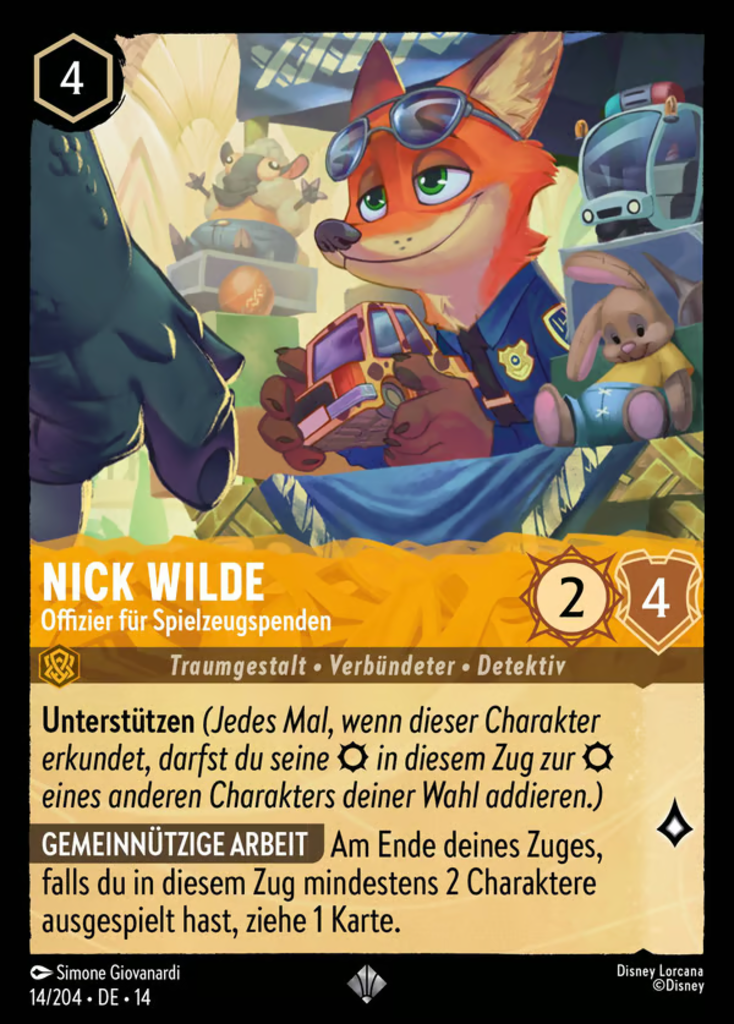 4
NICK WILDE
Offizier für Spielzeugspenden
2
4
Traumgestalt • Verbündeter • Detektiv
Unterstützen (Jedes Mal, wenn dieser Charakter
erkundet, darfst du seine in diesem Zug zur
eines anderen Charakters deiner Wahl addieren.)
GEMEINNÜTZIGE ARBEIT Am Ende deines Zuges,
falls du in diesem Zug mindestens 2 Charaktere
ausgespielt hast, ziehe 1 Karte.
Simone Giovanardi
14/204 • DE • 14
Disney Lorcana
©Disney